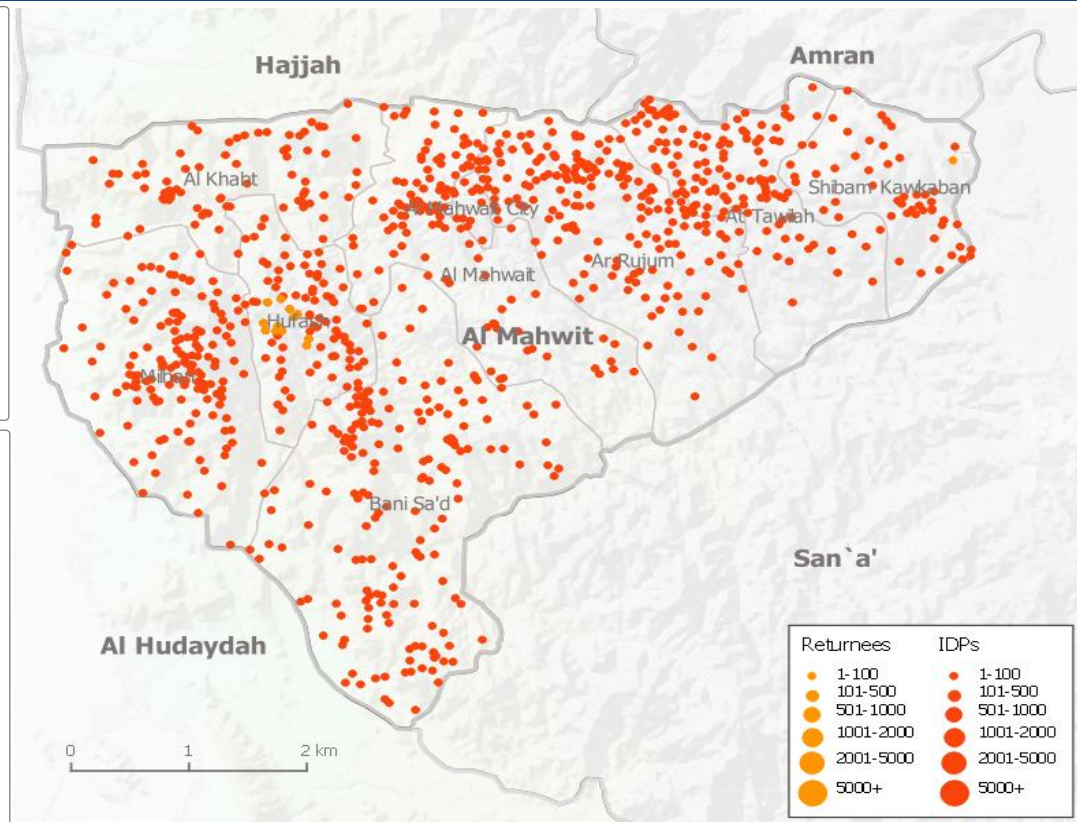 Hajjah
Amran
Al Khabt
Shibam Kawkaban
Al Mahwait City
At Tawilah
Ar Rujum
Al Mahwait
Hufash
Al Mahwit
Milhan
Bani Sa'd
San`a'
Al Hudaydah
Returnees IDPs
1-100 1-100
101-500 101-500
501-1000 501-1000
1001-2000 1001-2000
2001-5000 2001-5000
5000+ 5000+
0 1 2 km